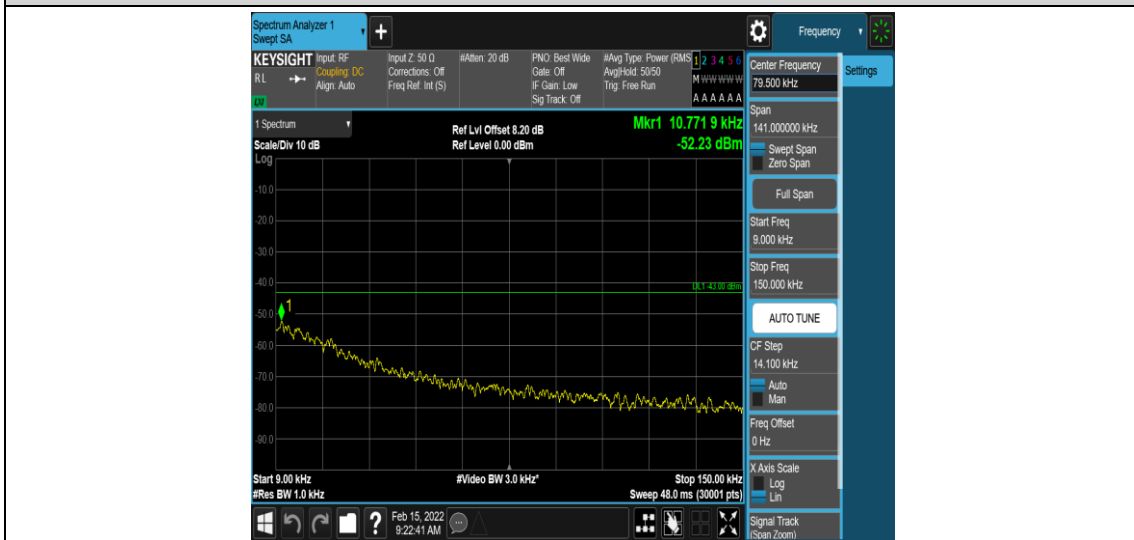 Spectrum Analyzer 1
Swept SA
+
Frequency
KEYSIGHT
RL
Input: RF
Coupling: DC
Align: Auto
Input Z: 50 Ω
Corrections: Off
Freq Ref: Int (S)
#Atten: 20 dB
PNO: Best Wide
Gate: Off
IF Gain: Low
Sig Track: Off
#Avg Type: Power (RMS
Avg|Hold: 50/50
Trig: Free Run
1 2 3 4 5 6
M W W W W W
A A A A A A
1 Spectrum
Scale/Div 10 dB
Ref Lvl Offset 8.20 dB
Ref Level 0.00 dBm
Mkr1 10.771 9 kHz
-52.23 dBm
Log
-10.0
-20.0
-30.0
-40.0
-50.0
-60.0
-70.0
-80.0
-90.0
DL1 -43.00 dBm
1
Start 9.00 kHz
#Res BW 1.0 kHz
#Video BW 3.0 kHz*
Stop 150.00 kHz
Sweep 48.0 ms (30001 pts)
?
Feb 15, 2022
9:22:41 AM
Center Frequency
79.500 kHz
Settings
Span
141.000000 kHz
Swept Span
Zero Span
Full Span
Start Freq
9.000 kHz
Stop Freq
150.000 kHz
AUTO TUNE
CF Step
14.100 kHz
Auto
Man
Freq Offset
0 Hz
X Axis Scale
Log
Lin
Signal Track
(Span Zoom)